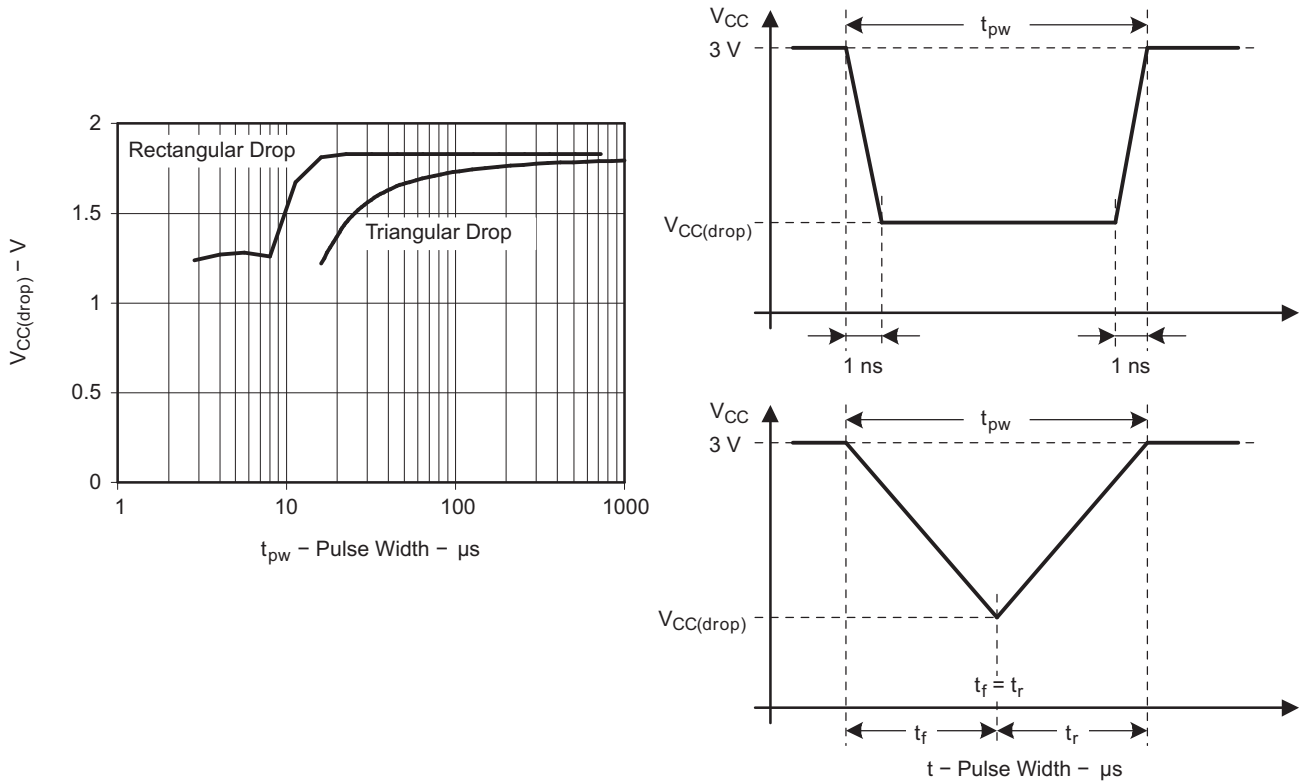 2
1.5
1
0.5
0
V_CC(drop) − V
Rectangular Drop
Triangular Drop
1
10
100
1000
t_pw − Pulse Width − μs
V_CC
3 V
t_pw
V_CC(drop)
1 ns
1 ns
V_CC
3 V
t_pw
V_CC(drop)
t_f = t_r
t_f
t_r
t − Pulse Width − μs